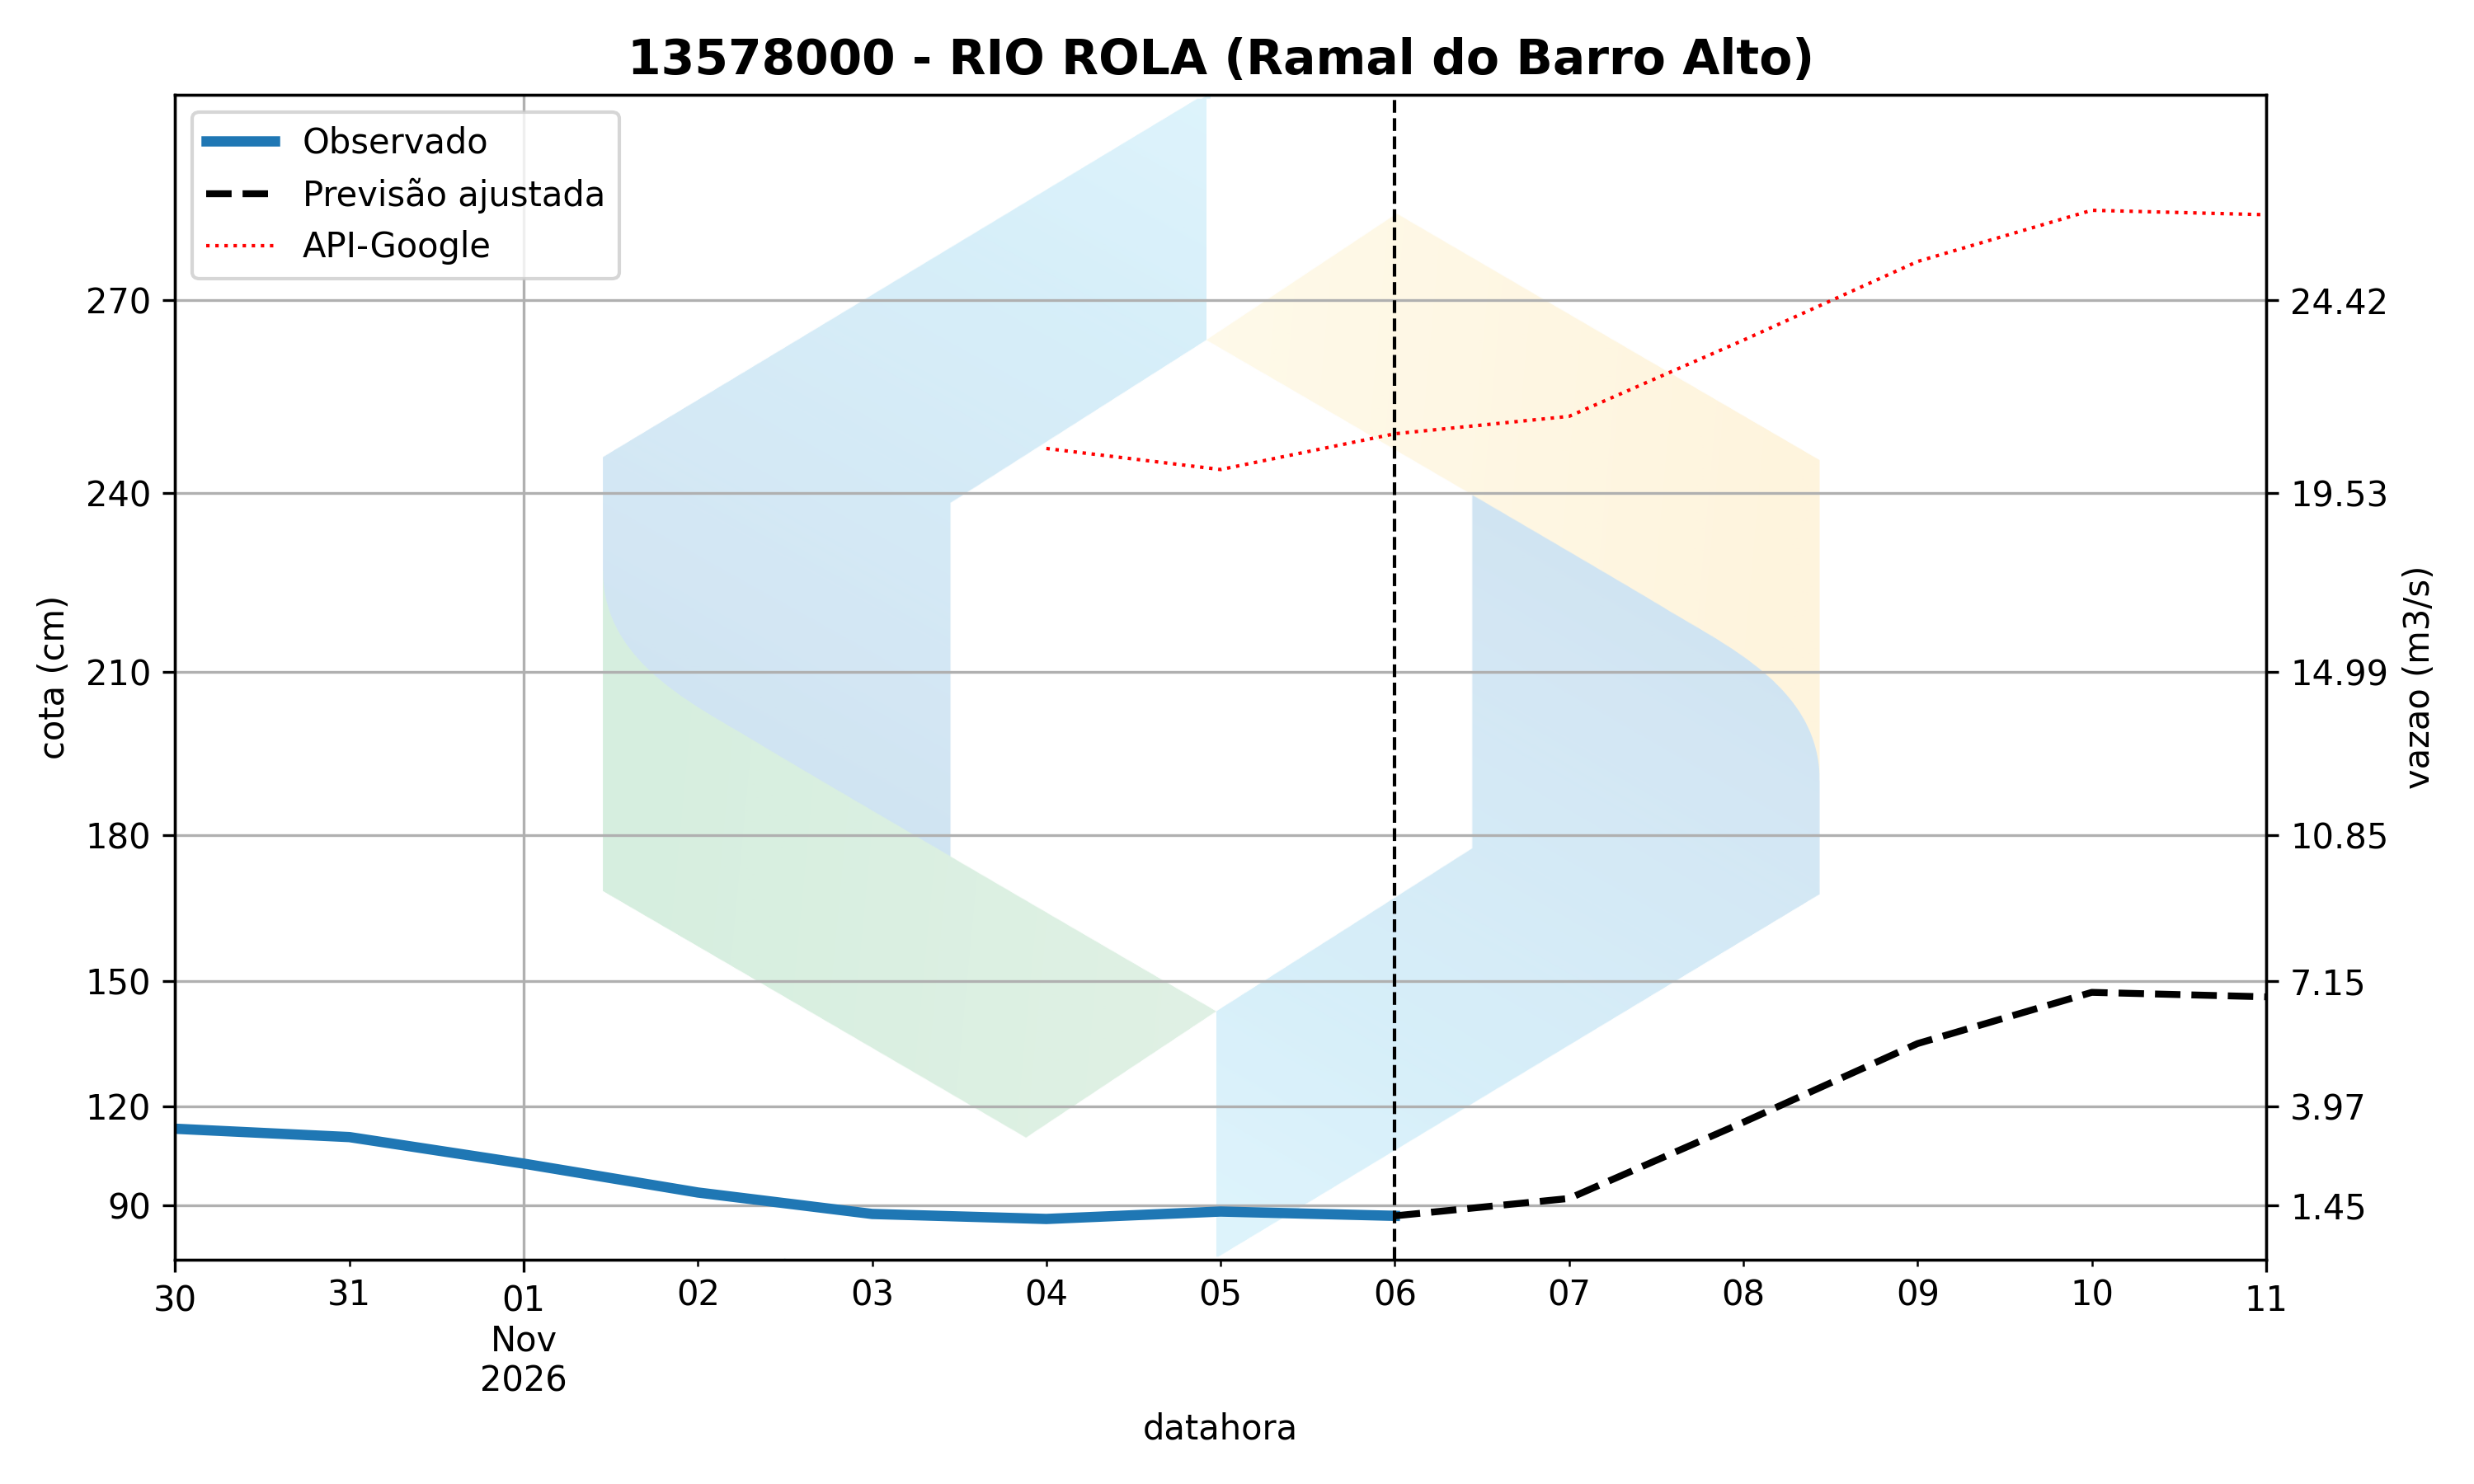 13578000 - RIO ROLA (Ramal do Barro Alto)
Observado
Previsão ajustada
API-Google
270
240
210
180
150
120
90
cota (cm)
24.42
19.53
14.99
10.85
7.15
3.97
1.45
vazao (m3/s)
30 31 01 02 03 04 05 06 07 08 09 10 11
Nov
2026
datahora